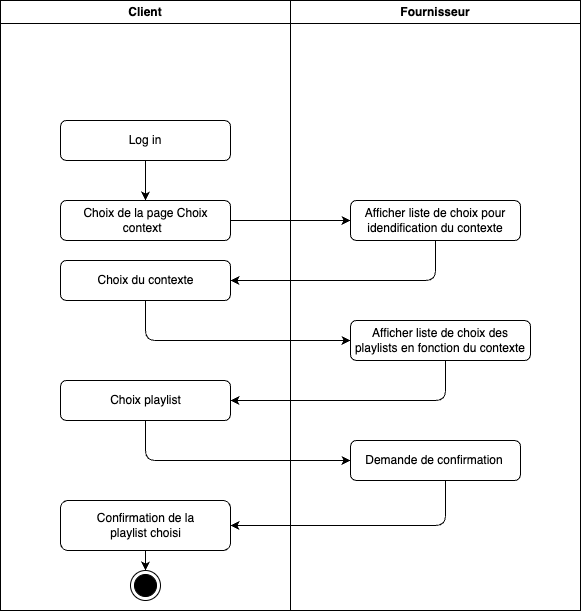 Client
Fournisseur
Log in
Choix de la page Choix
context
Afficher liste de choix pour
idendification du contexte
Choix du contexte
Afficher liste de choix des
playlists en fonction du contexte
Choix playlist
Demande de confirmation
Confirmation de la
playlist choisi